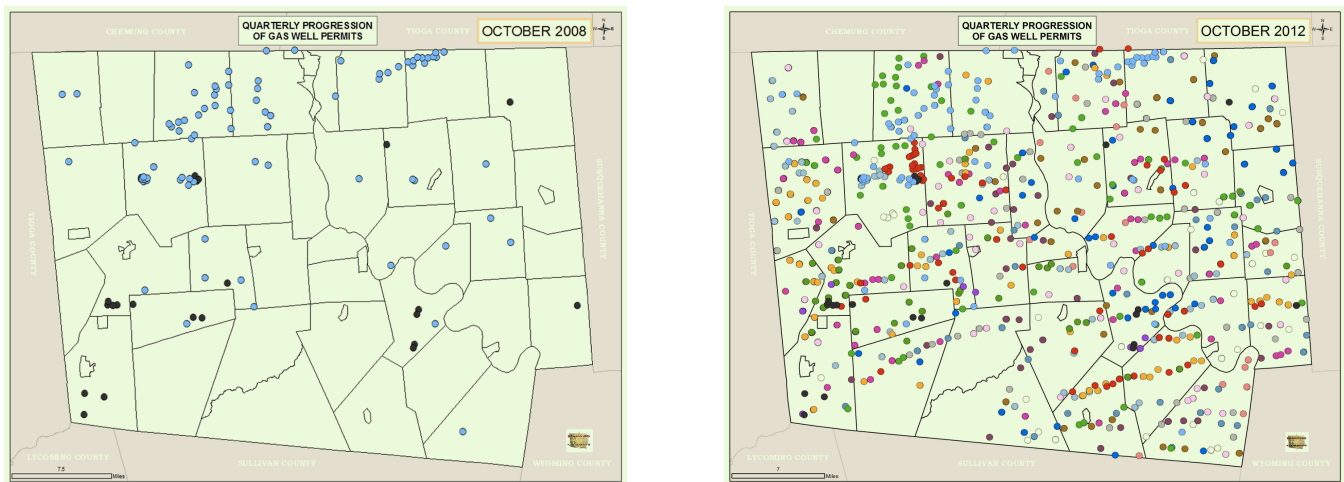 CHEMUNG COUNTY
QUARTERLY PROGRESSION
OF GAS WELL PERMITS
TIOGA COUNTY
OCTOBER 2008
TIOGA COUNTY
SUSQUEHANNA COUNTY
LYCOMING COUNTY
SULLIVAN COUNTY
WYOMING COUNTY
7.5
Miles
CHEMUNG COUNTY
QUARTERLY PROGRESSION
OF GAS WELL PERMITS
TIOGA COUNTY
OCTOBER 2012
TIOGA COUNTY
SUSQUEHANNA COUNTY
LYCOMING COUNTY
SULLIVAN COUNTY
WYOMING COUNTY
7
Miles